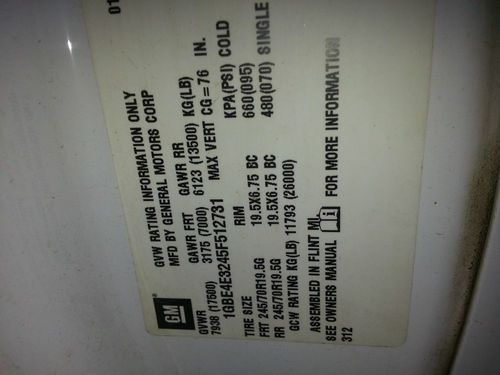 01
GVW RATING INFORMATION ONLY
MFD BY GENERAL MOTORS CORP
GM
GVWR GAWR FRT GAWR RR KG(LB)
7938 (17500) 3175 (7000) 6123 (13500)
1GBE4E3245F512731 MAX VERT CG=76 IN.
TIRE SIZE RIM KPA(PSI) COLD
FRT 245/70R19.5G 19.5X6.75 BC 660(095)
RR 245/70R19.5G 19.5X6.75 BC 480(070) SINGLE
GCW RATING KG(LB) 11793 (26000)
ASSEMBLED IN FLINT MI.
SEE OWNERS MANUAL i FOR MORE INFORMATION
312